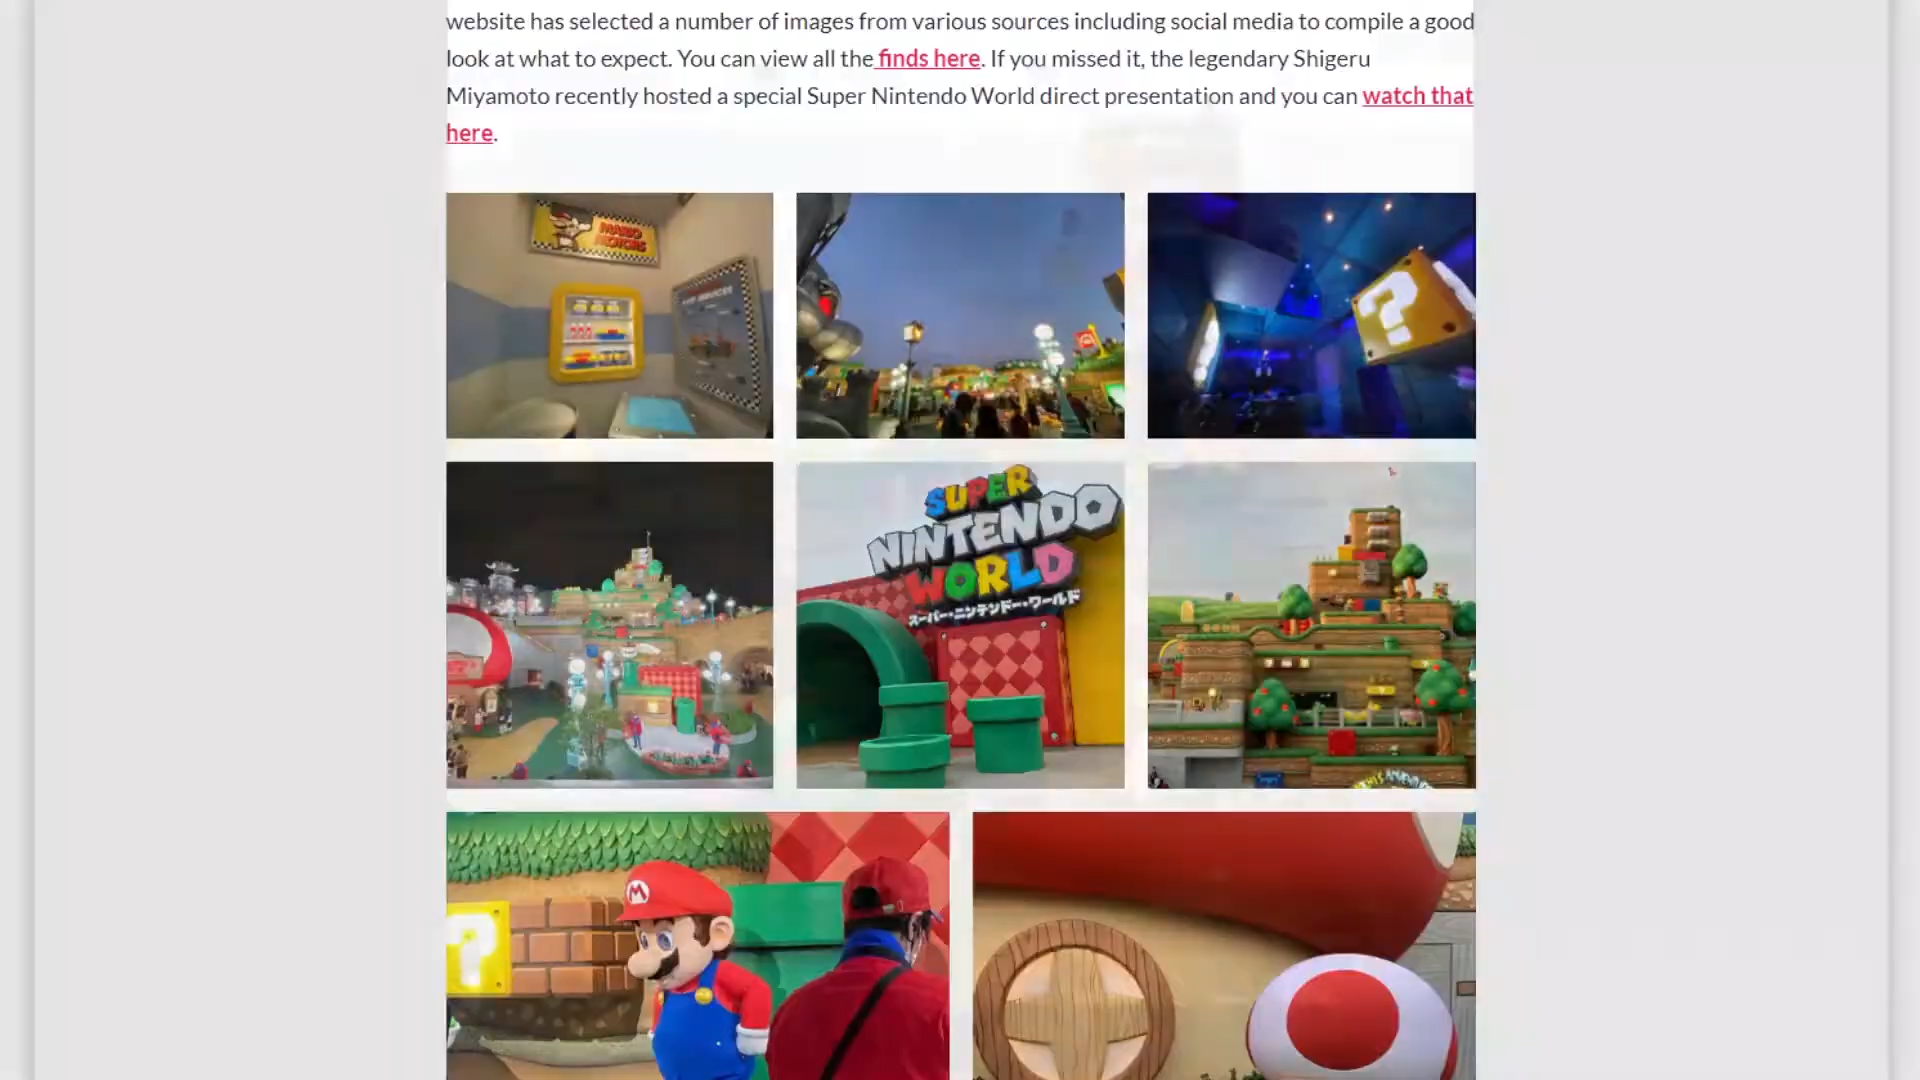 website has selected a number of images from various sources including social media to compile a good
look at what to expect. You can view all the finds here. If you missed it, the legendary Shigeru
Miyamoto recently hosted a special Super Nintendo World direct presentation and you can watch that
here.
MARIO
MOTORS
?
SUPER
NINTENDO
WORLD
スーパー・ニンテンドー・ワールド
?
M